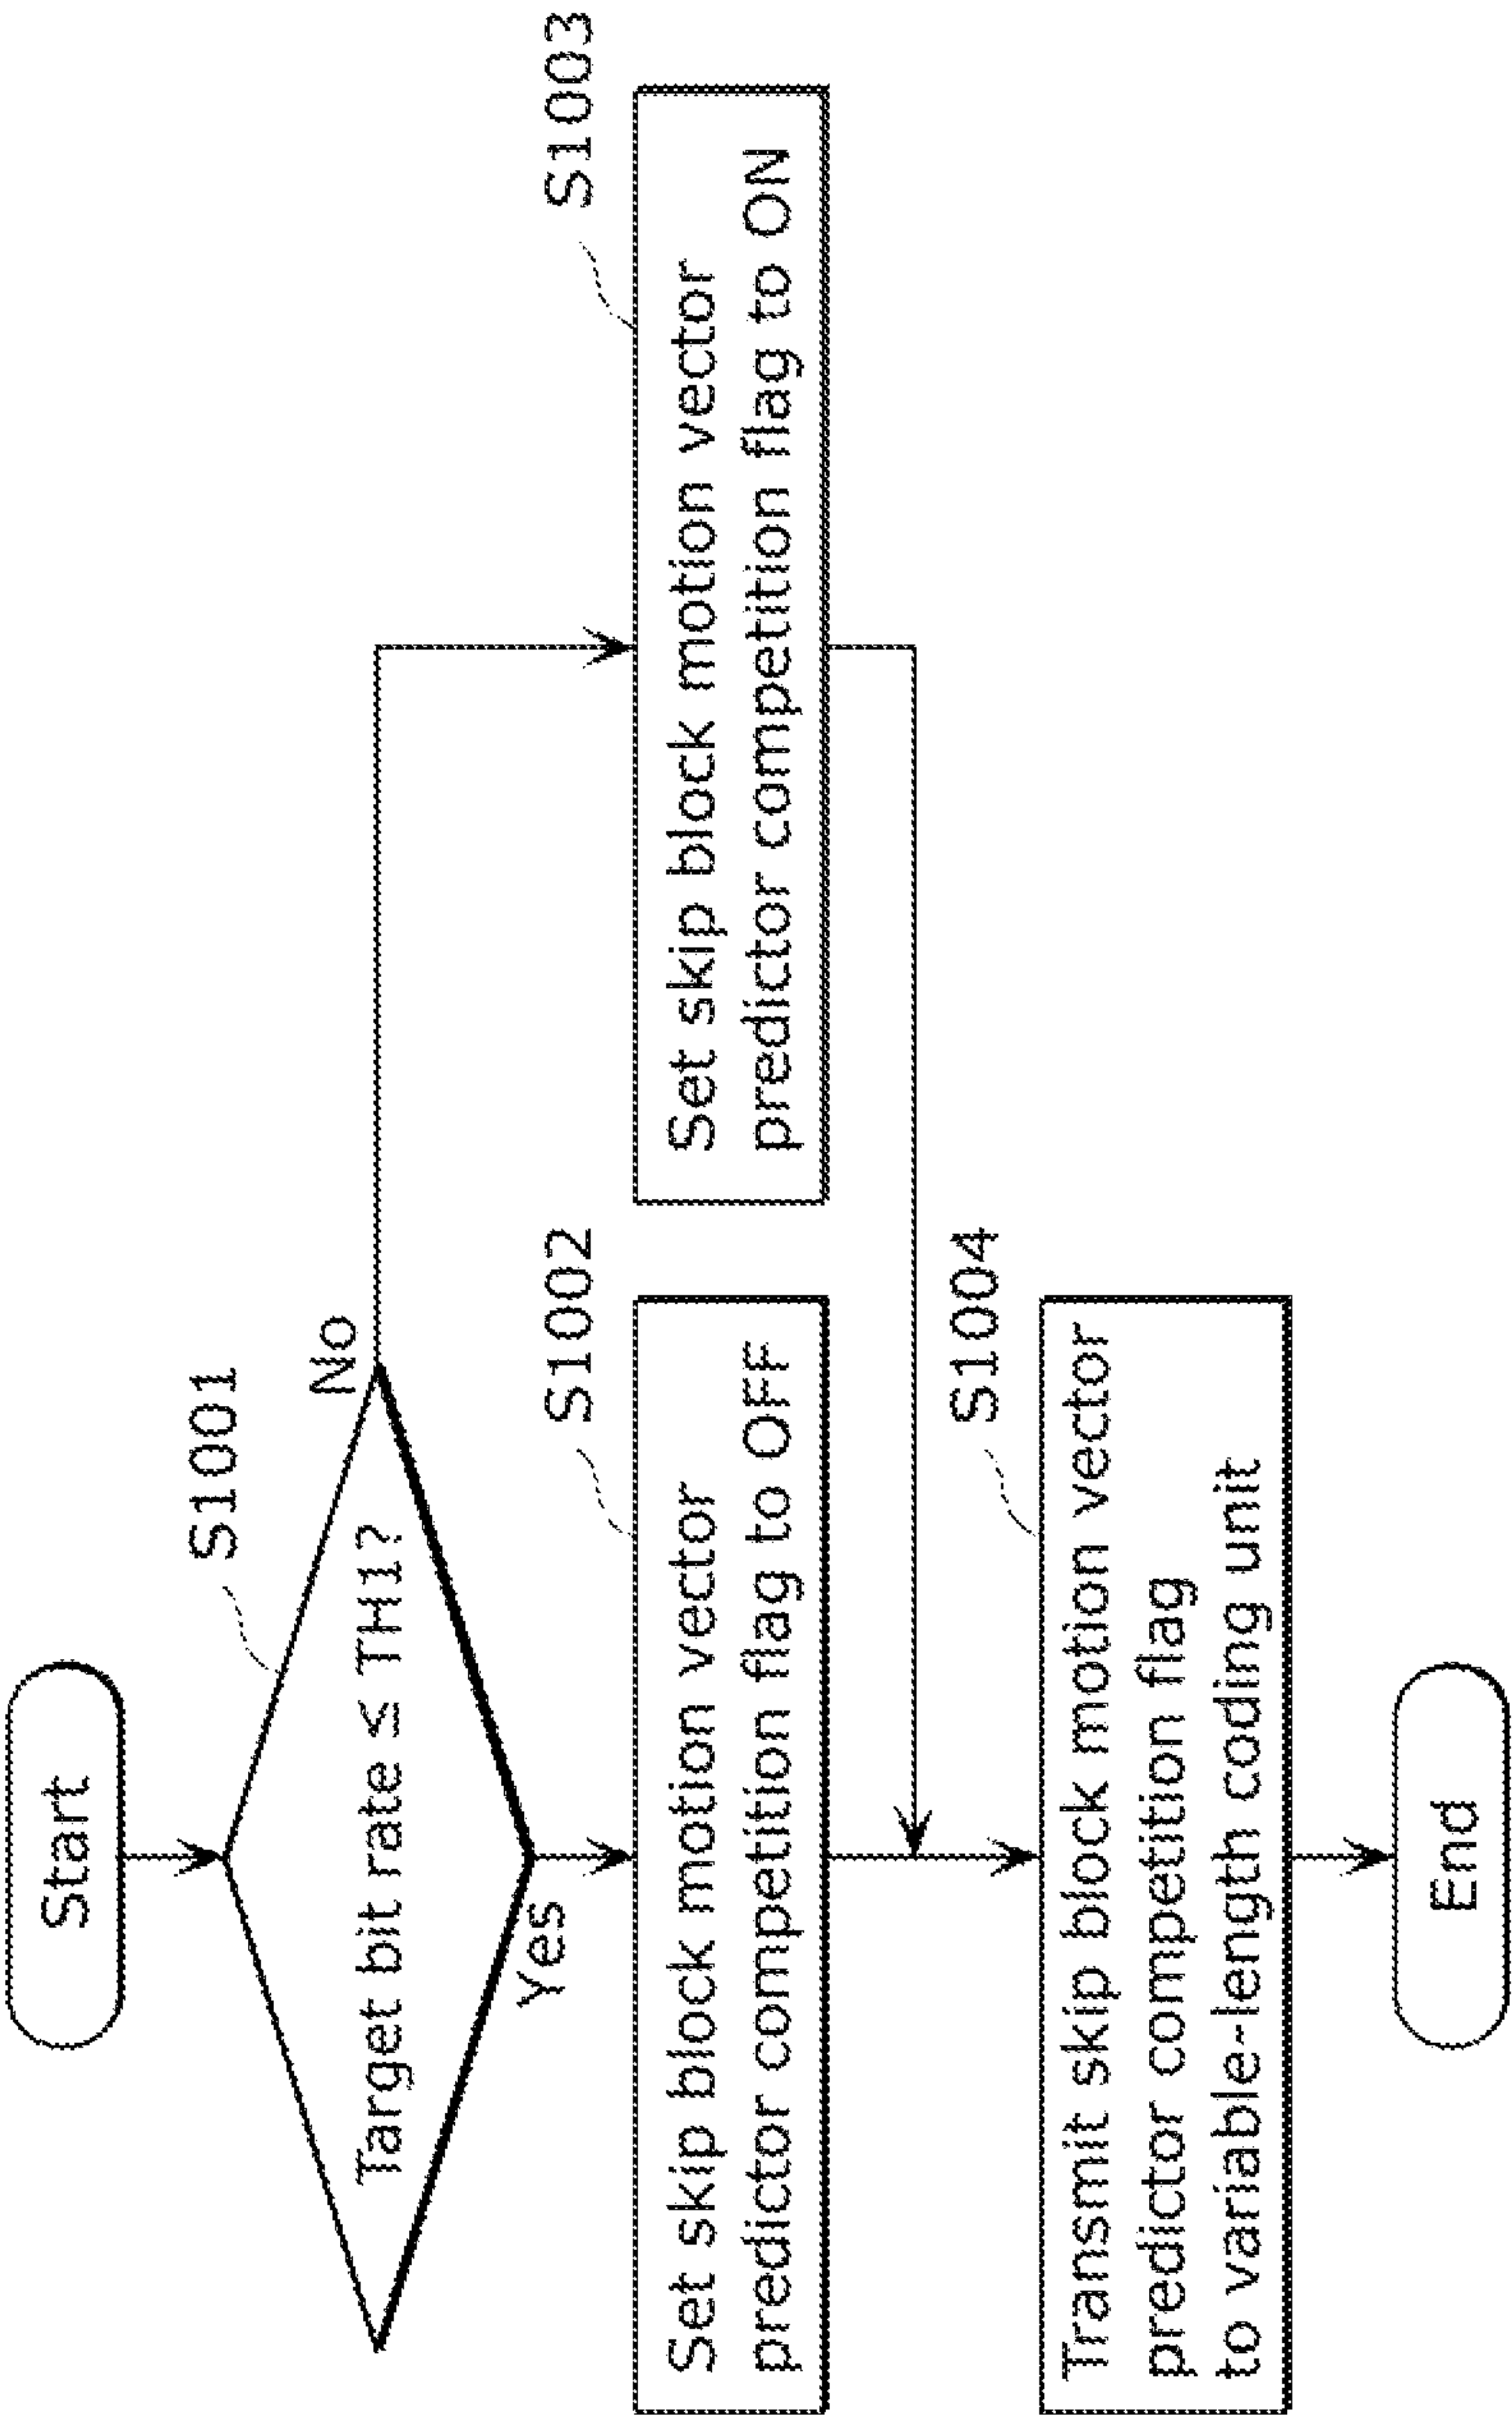 Start
S1001
Target bit rate ≤ TH1?
No
Yes
S1002
Set skip block motion vector
predictor competition flag to OFF
S1003
Set skip block motion vector
predictor competition flag to ON
S1004
Transmit skip block motion vector
predictor competition flag
to variable-length coding unit
End